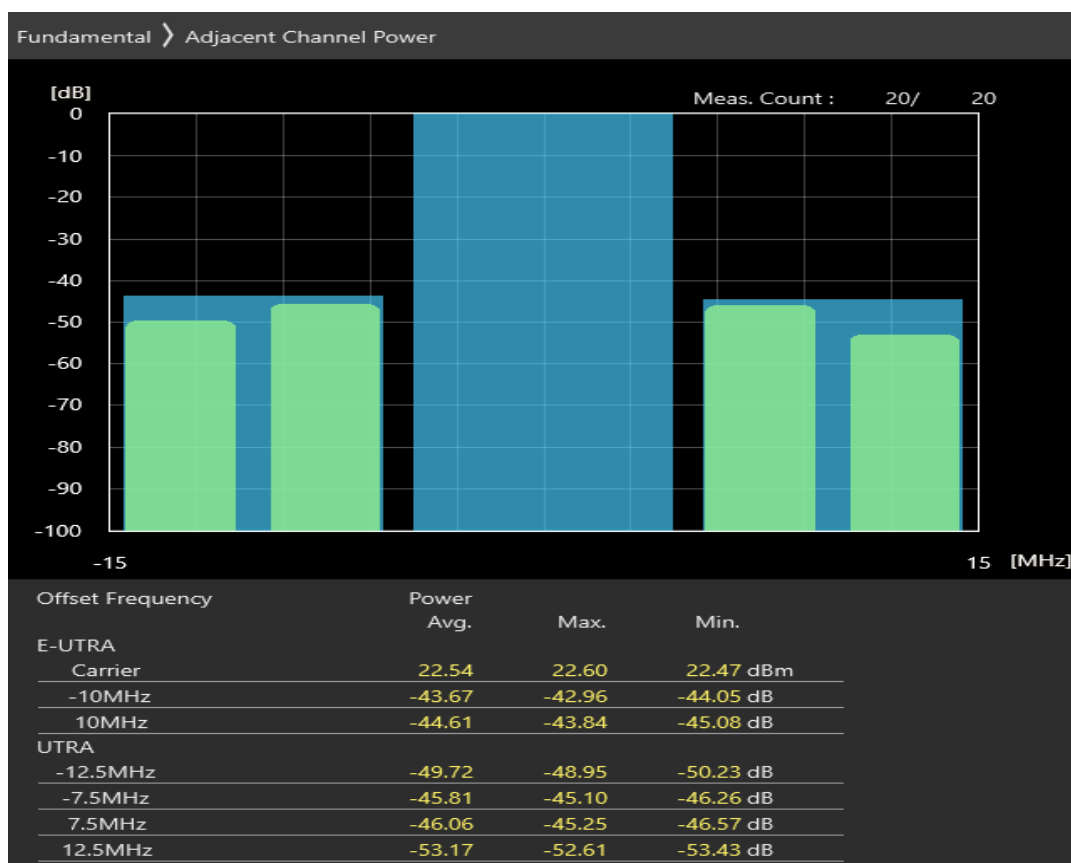 Fundamental ❯ Adjacent Channel Power
[dB]
Meas. Count : 20/ 20
0
-10
-20
-30
-40
-50
-60
-70
-80
-90
-100
-15 15 [MHz]
Offset Frequency Power
Avg. Max. Min.
E-UTRA
Carrier 22.54 22.60 22.47 dBm
-10MHz -43.67 -42.96 -44.05 dB
10MHz -44.61 -43.84 -45.08 dB
UTRA
-12.5MHz -49.72 -48.95 -50.23 dB
-7.5MHz -45.81 -45.10 -46.26 dB
7.5MHz -46.06 -45.25 -46.57 dB
12.5MHz -53.17 -52.61 -53.43 dB